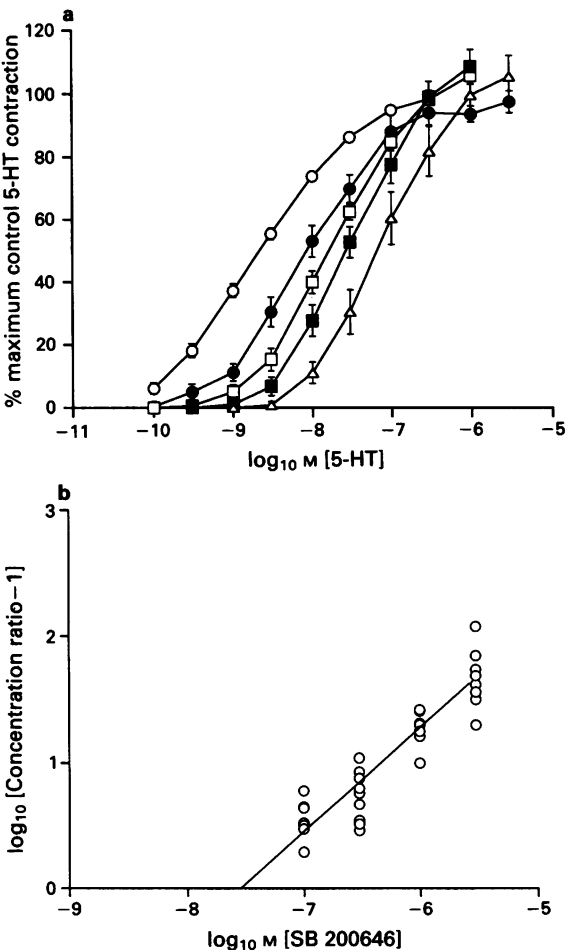 a
% maximum control 5-HT contraction
120
100
80
60
40
20
0
−11 −10 −9 −8 −7 −6 −5
log₁₀ M [5-HT]
b
log₁₀ [Concentration ratio−1]
3
2
1
0
−9 −8 −7 −6 −5
log₁₀ M [SB 200646]